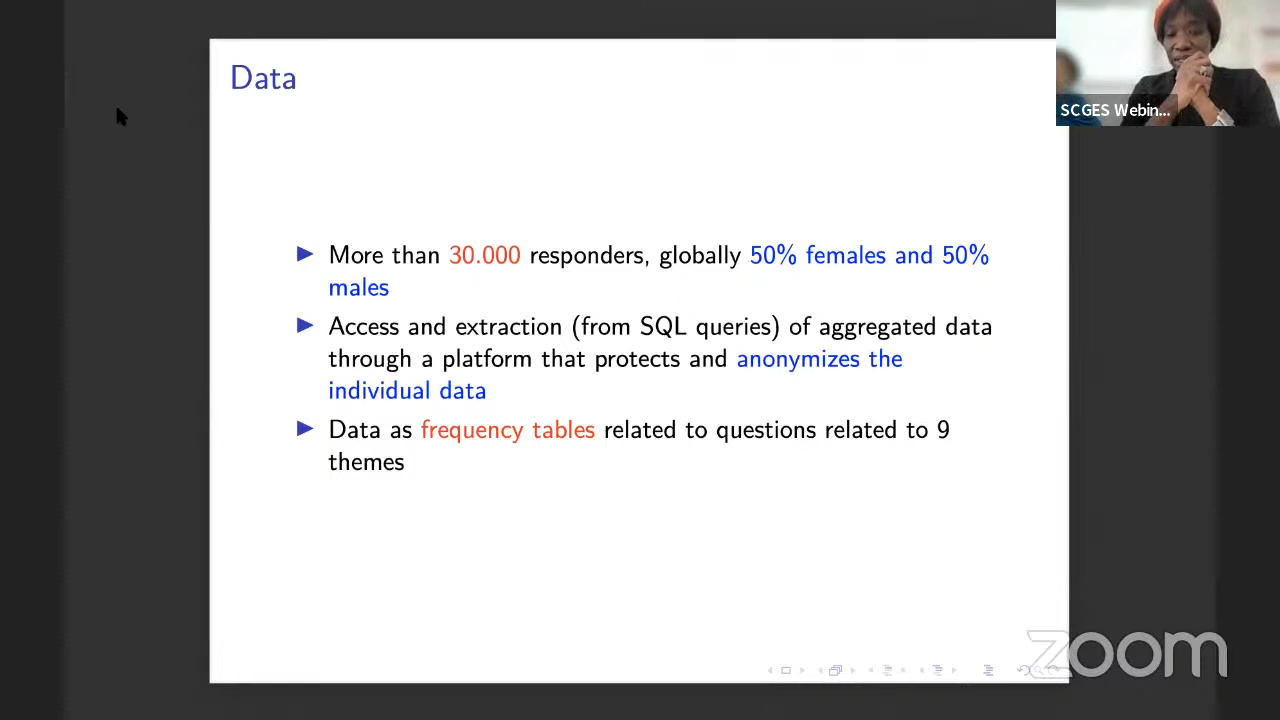 Data
SCGES Webin...
More than 30.000 responders, globally 50% females and 50%
males
Access and extraction (from SQL queries) of aggregated data
through a platform that protects and anonymizes the
individual data
Data as frequency tables related to questions related to 9
themes
zoom